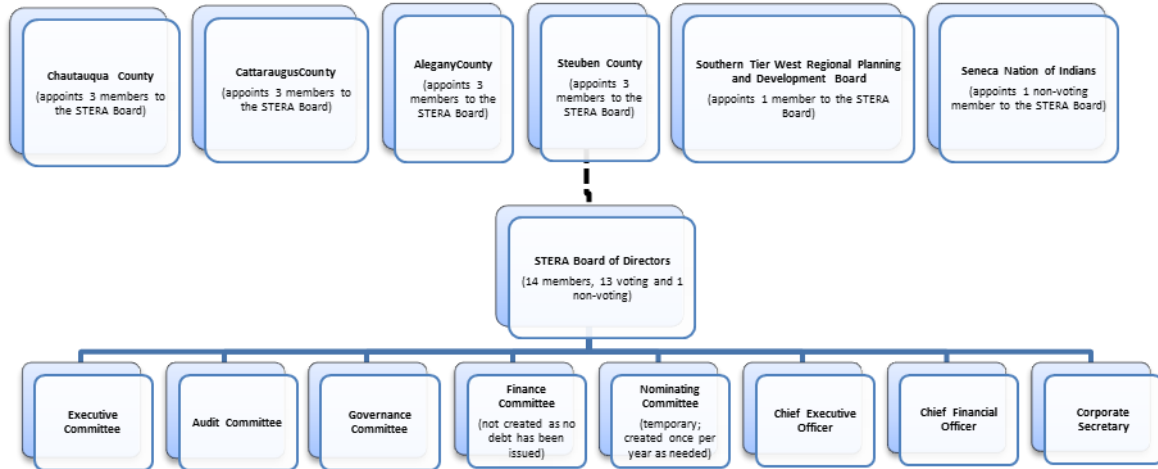 Chautauqua County
(appoints 3 members to
the STERA Board)
CattaraugusCounty
(appoints 3 members to
the STERA Board)
AleganyCounty
(appoints 3
members to the
STERA Board)
Steuben County
(appoints 3
members to the
STERA Board)
Southern Tier West Regional Planning
and Development Board
(appoints 1 member to the STERA
Board)
Seneca Nation of Indians
(appoints 1 non-voting
member to the STERA Board)
STERA Board of Directors
(14 members, 13 voting and 1
non-voting)
Executive
Committee
Audit Committee
Governance
Committee
Finance
Committee
(not created as no
debt has been
issued)
Nominating
Committee
(temporary;
created once per
year as needed)
Chief Executive
Officer
Chief Financial
Officer
Corporate
Secretary